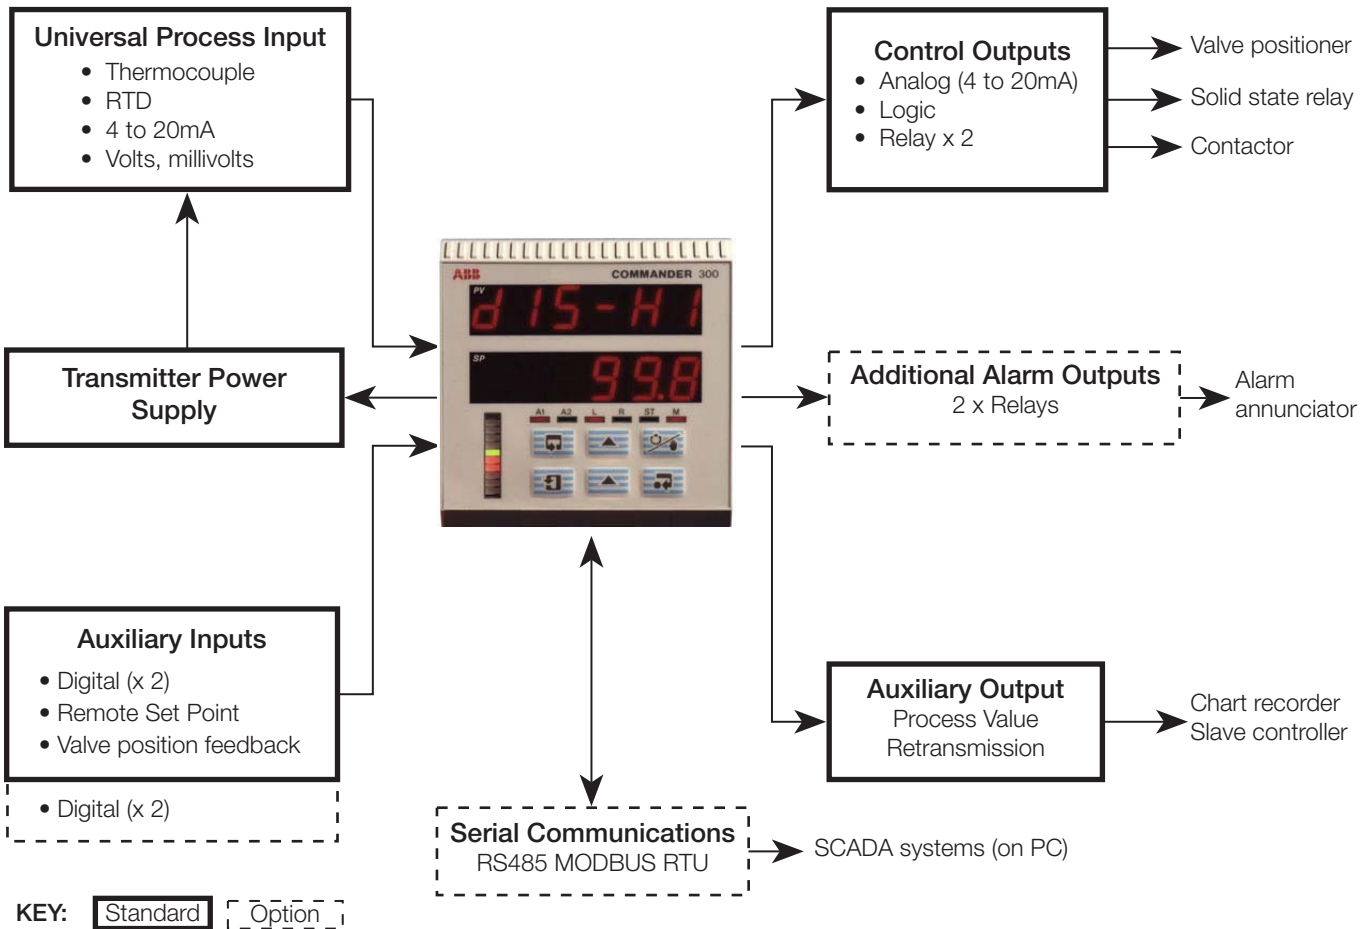 Universal Process Input
• Thermocouple
• RTD
• 4 to 20mA
• Volts, millivolts
Control Outputs
• Analog (4 to 20mA)
• Logic
• Relay x 2
Valve positioner
Solid state relay
Contactor
ABB
COMMANDER 300
PV
dIS-HI
SP
99.8
A1 A2 L R ST M
Transmitter Power
Supply
Additional Alarm Outputs
2 x Relays
Alarm
annunciator
Auxiliary Inputs
• Digital (x 2)
• Remote Set Point
• Valve position feedback
• Digital (x 2)
Auxiliary Output
Process Value
Retransmission
Chart recorder
Slave controller
Serial Communications
RS485 MODBUS RTU
SCADA systems (on PC)
KEY: Standard Option